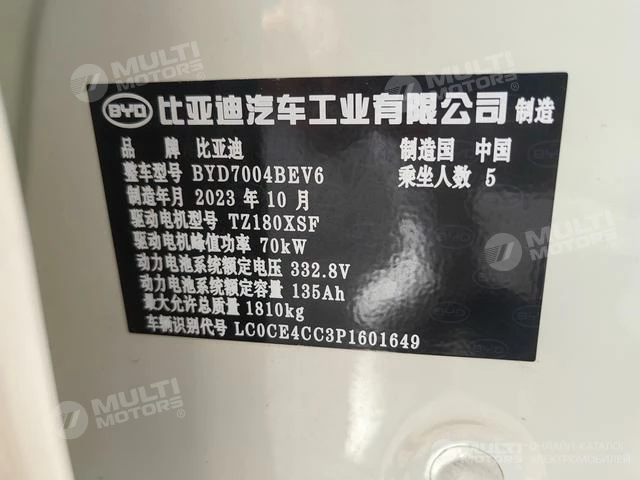 MULTI
MOTORS
MULTI
MOTORS
BYD 比亚迪汽车工业有限公司 制造
品牌 比亚迪 制造国 中国
整车型号 BYD7004BEV6 乘坐人数 5
制造年月 2023 年 10 月
驱动电机型号 TZ180XSF
驱动电机峰值功率 70kW
动力电池系统额定电压 332.8V
动力电池系统额定容量 135Ah
最大允许总质量 1810kg
车辆识别代号 LC0CE4CC3P1601649
MULTI
MOTORS
MULTI
MOTORS